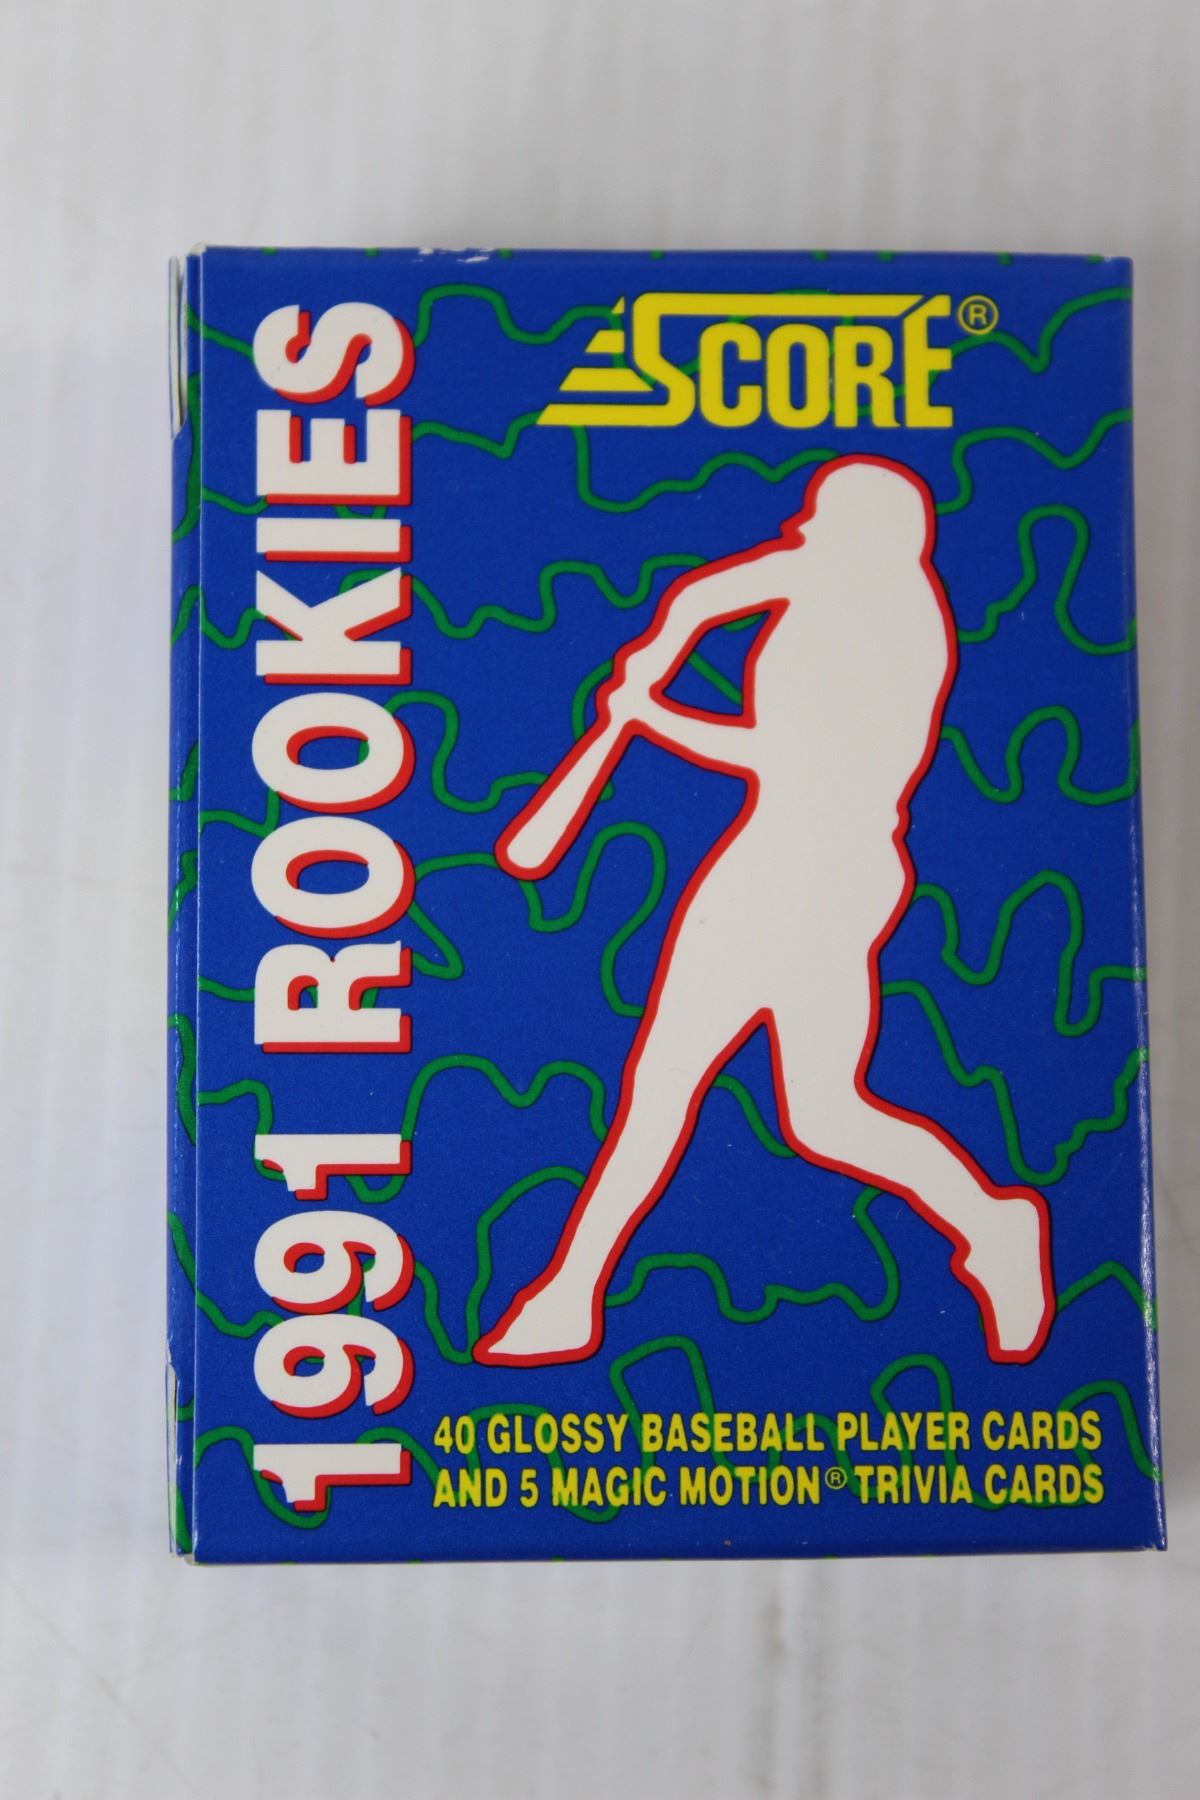 SCORE®
1991 ROOKIES
40 GLOSSY BASEBALL PLAYER CARDS
AND 5 MAGIC MOTION® TRIVIA CARDS